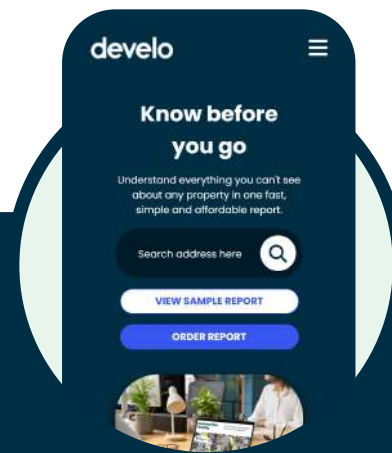 develo
Know before
you go
Understand everything you can't see
about any property in one fast,
simple and affordable report.
Search address here
VIEW SAMPLE REPORT
ORDER REPORT